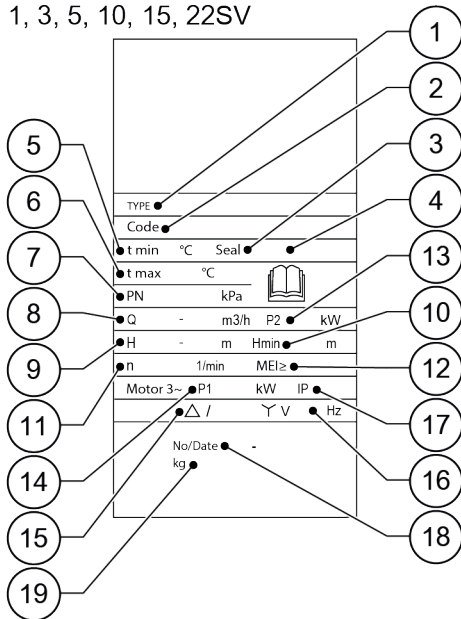 1, 3, 5, 10, 15, 22SV
1
2
3
4
5
6
7
8
9
10
11
12
13
14
15
16
17
18
19
TYPE
Code
t min °C Seal
t max °C
PN kPa
Q - m3/h P2 kW
H - m Hmin m
n 1/min MEI≥
Motor 3~ P1 kW IP
△ / Y V Hz
No/Date -
kg